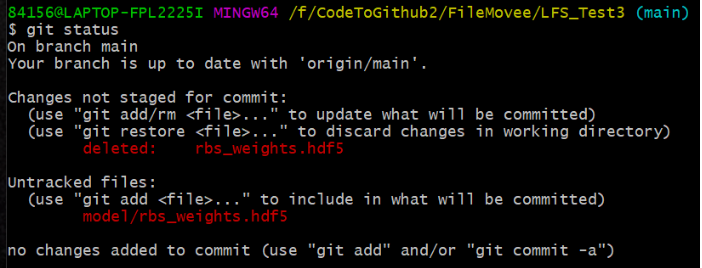 84156@LAPTOP-FPL2225I MINGW64 /f/CodeToGithub2/FileMovee/LFS_Test3 (main)
$ git status
On branch main
Your branch is up to date with 'origin/main'.
Changes not staged for commit:
(use "git add/rm <file>..." to update what will be committed)
(use "git restore <file>..." to discard changes in working directory)
deleted:    rbs_weights.hdf5
Untracked files:
(use "git add <file>..." to include in what will be committed)
model/rbs_weights.hdf5
no changes added to commit (use "git add" and/or "git commit -a")